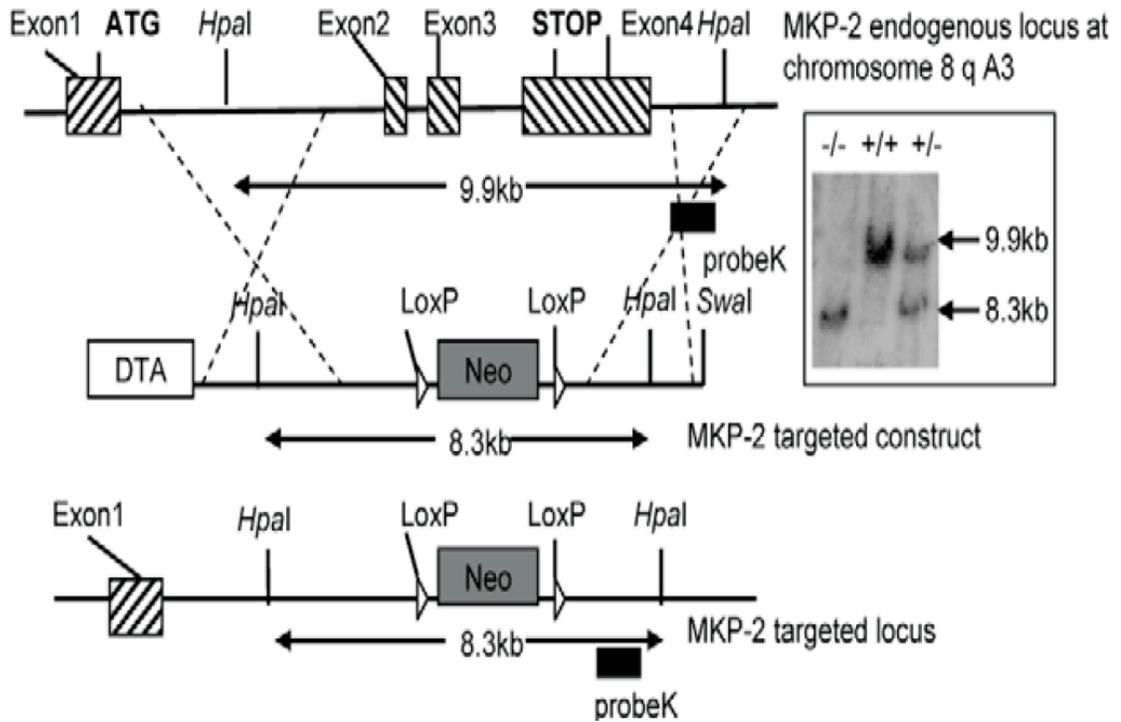 Exon1 ATG HpaI Exon2 Exon3 STOP Exon4 HpaI
MKP-2 endogenous locus at
chromosome 8 q A3
-/- +/+ +/-
9.9kb
9.9kb
8.3kb
probeK
HpaI LoxP LoxP HpaI SwaI
DTA
Neo
8.3kb
MKP-2 targeted construct
Exon1 HpaI LoxP LoxP HpaI
Neo
8.3kb
MKP-2 targeted locus
probeK